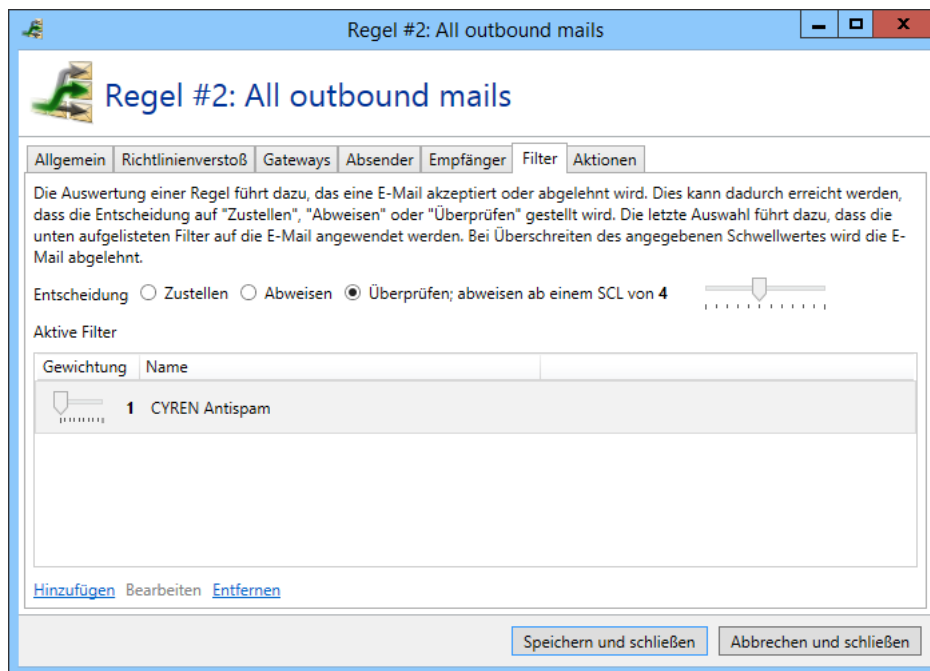 Regel #2: All outbound mails
Regel #2: All outbound mails
Allgemein Richtlinienverstoß Gateways Absender Empfänger Filter Aktionen
Die Auswertung einer Regel führt dazu, das eine E-Mail akzeptiert oder abgelehnt wird. Dies kann dadurch erreicht werden,
dass die Entscheidung auf "Zustellen", "Abweisen" oder "Überprüfen" gestellt wird. Die letzte Auswahl führt dazu, dass die
unten aufgelisteten Filter auf die E-Mail angewendet werden. Bei Überschreiten des angegebenen Schwellwertes wird die E-
Mail abgelehnt.
Entscheidung Zustellen Abweisen Überprüfen; abweisen ab einem SCL von 4
Aktive Filter
Gewichtung Name
1 CYREN Antispam
Hinzufügen Bearbeiten Entfernen
Speichern und schließen Abbrechen und schließen